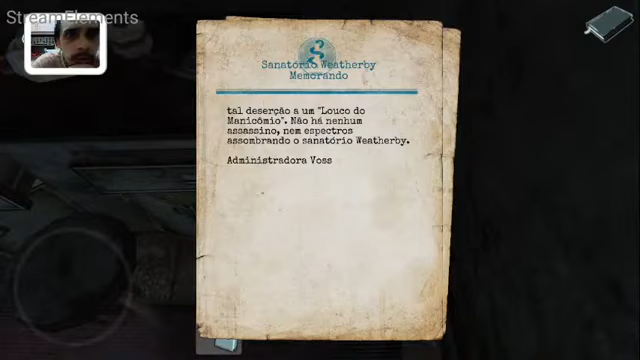 StreamElements
Sanatório Weatherby
Memorando
tal deserção a um "Louco do
Manicômio". Não há nenhum
assassino, nem espectros
assombrando o sanatório Weatherby.
Administradora Voss